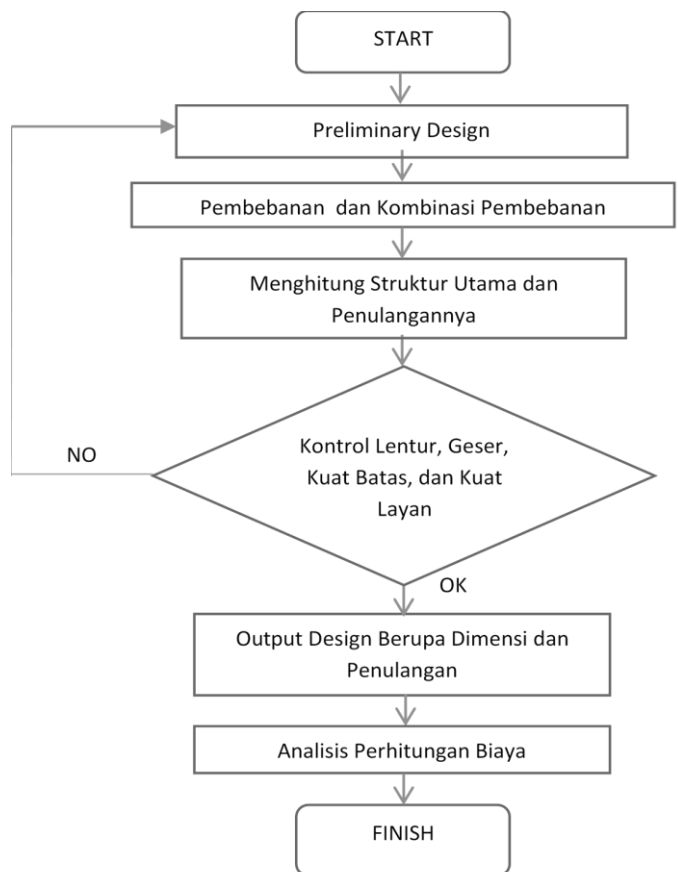 START
Preliminary Design
Pembebanan dan Kombinasi Pembebanan
Menghitung Struktur Utama dan
Penulangannya
Kontrol Lentur, Geser,
Kuat Batas, dan Kuat
Layan
NO
OK
Output Design Berupa Dimensi dan
Penulangan
Analisis Perhitungan Biaya
FINISH